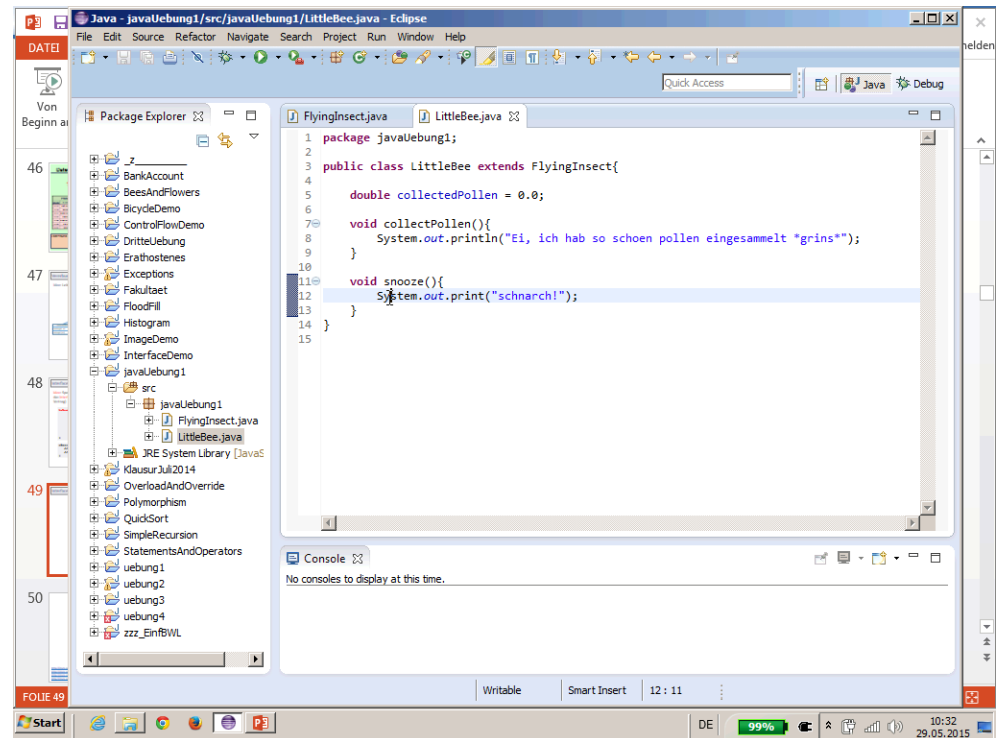 Java - javaUebung1/src/javaUebung1/LittleBee.java - Eclipse
File Edit Source Refactor Navigate Search Project Run Window Help
DATEI
elden
Von
Beginn a
Quick Access
Java
Debug
Package Explorer
FlyingInsect.java
LittleBee.java
_z_________
BankAccount
BeesAndFlowers
BicycleDemo
ControlFlowDemo
DritteUebung
Erathostenes
Exceptions
Fakultaet
FloodFill
Histogram
ImageDemo
InterfaceDemo
javaUebung1
src
javaUebung1
FlyingInsect.java
LittleBee.java
JRE System Library [JavaS
KlausurJuli2014
OverloadAndOverride
Polymorphism
QuickSort
SimpleRecursion
StatementsAndOperators
uebung1
uebung2
uebung3
uebung4
zzz_EinfBWL
1 package javaUebung1;
2
3 public class LittleBee extends FlyingInsect{
4
5 double collectedPollen = 0.0;
6
7 void collectPollen(){
8 System.out.println("Ei, ich hab so schoen pollen eingesammelt *grins*");
9 }
10
11 void snooze(){
12 System.out.print("schnarch!");
13 }
14 }
15
Console
No consoles to display at this time.
Writable
Smart Insert
12 : 11
46
47
48
49
50
FOLIE 49
Start
DE
99%
10:32
29.05.2015